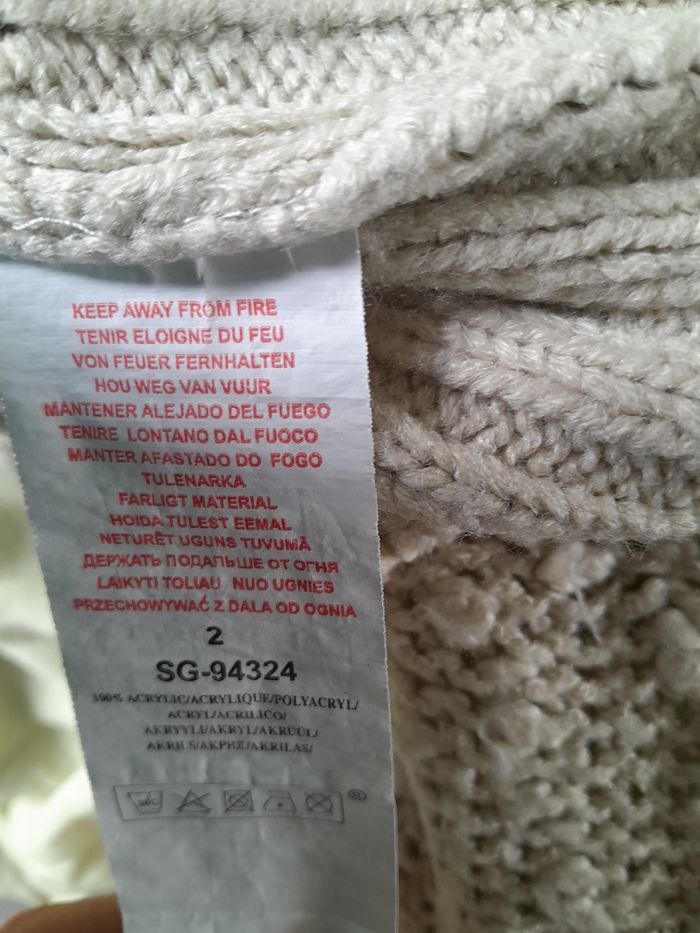 KEEP AWAY FROM FIRE
TENIR ELOIGNE DU FEU
VON FEUER FERNHALTEN
HOU WEG VAN VUUR
MANTENER ALEJADO DEL FUEGO
TENIRE LONTANO DAL FUOCO
MANTER AFASTADO DO FOGO
TULENARKA
FARLIGT MATERIAL
HOIDA TULEST EEMAL
NETURĒT UGUNS TUVUMĀ
ДЕРЖАТЬ ПОДАЛЬШЕ ОТ ОГНЯ
LAIKYTI TOLIAU NUO UGNIES
PRZECHOWYWAĆ Z DALA OD OGNIA
2
SG-94324
100% ACRYLIC/ACRYLIQUE/POLYACRYL/
ACRYL/ACRILICO/
AKRYYLI/AKRYL/AKRÜÜL/
AKRILS/АКРИЛ/AKRILAS/